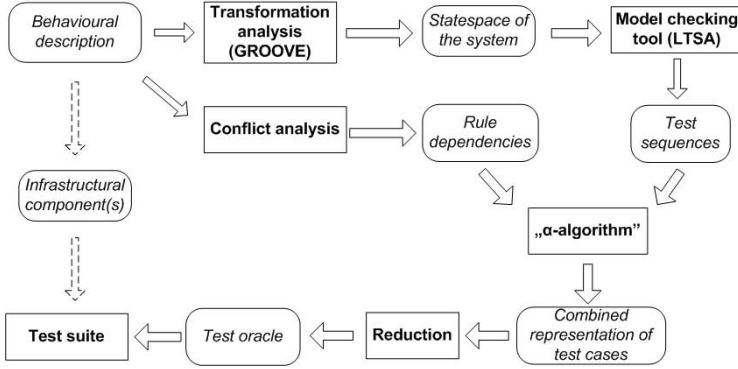 Behavioural
description
Transformation
analysis
(GROOVE)
Statespace of
the system
Model checking
tool (LTSA)
Conflict analysis
Rule
dependencies
Test
sequences
Infrastructural
component(s)
„α-algorithm”
Test suite
Test oracle
Reduction
Combined
representation of
test cases